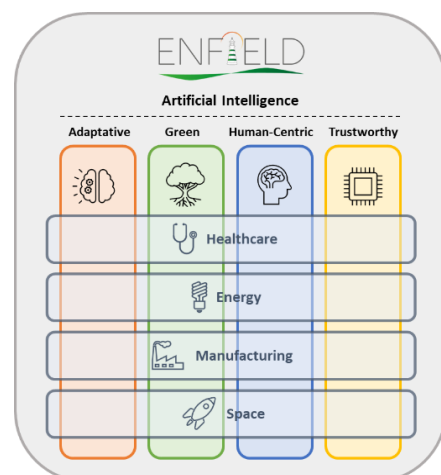 ENFIELD
Artificial Intelligence
Adaptative Green Human-Centric Trustworthy
Healthcare
Energy
Manufacturing
Space